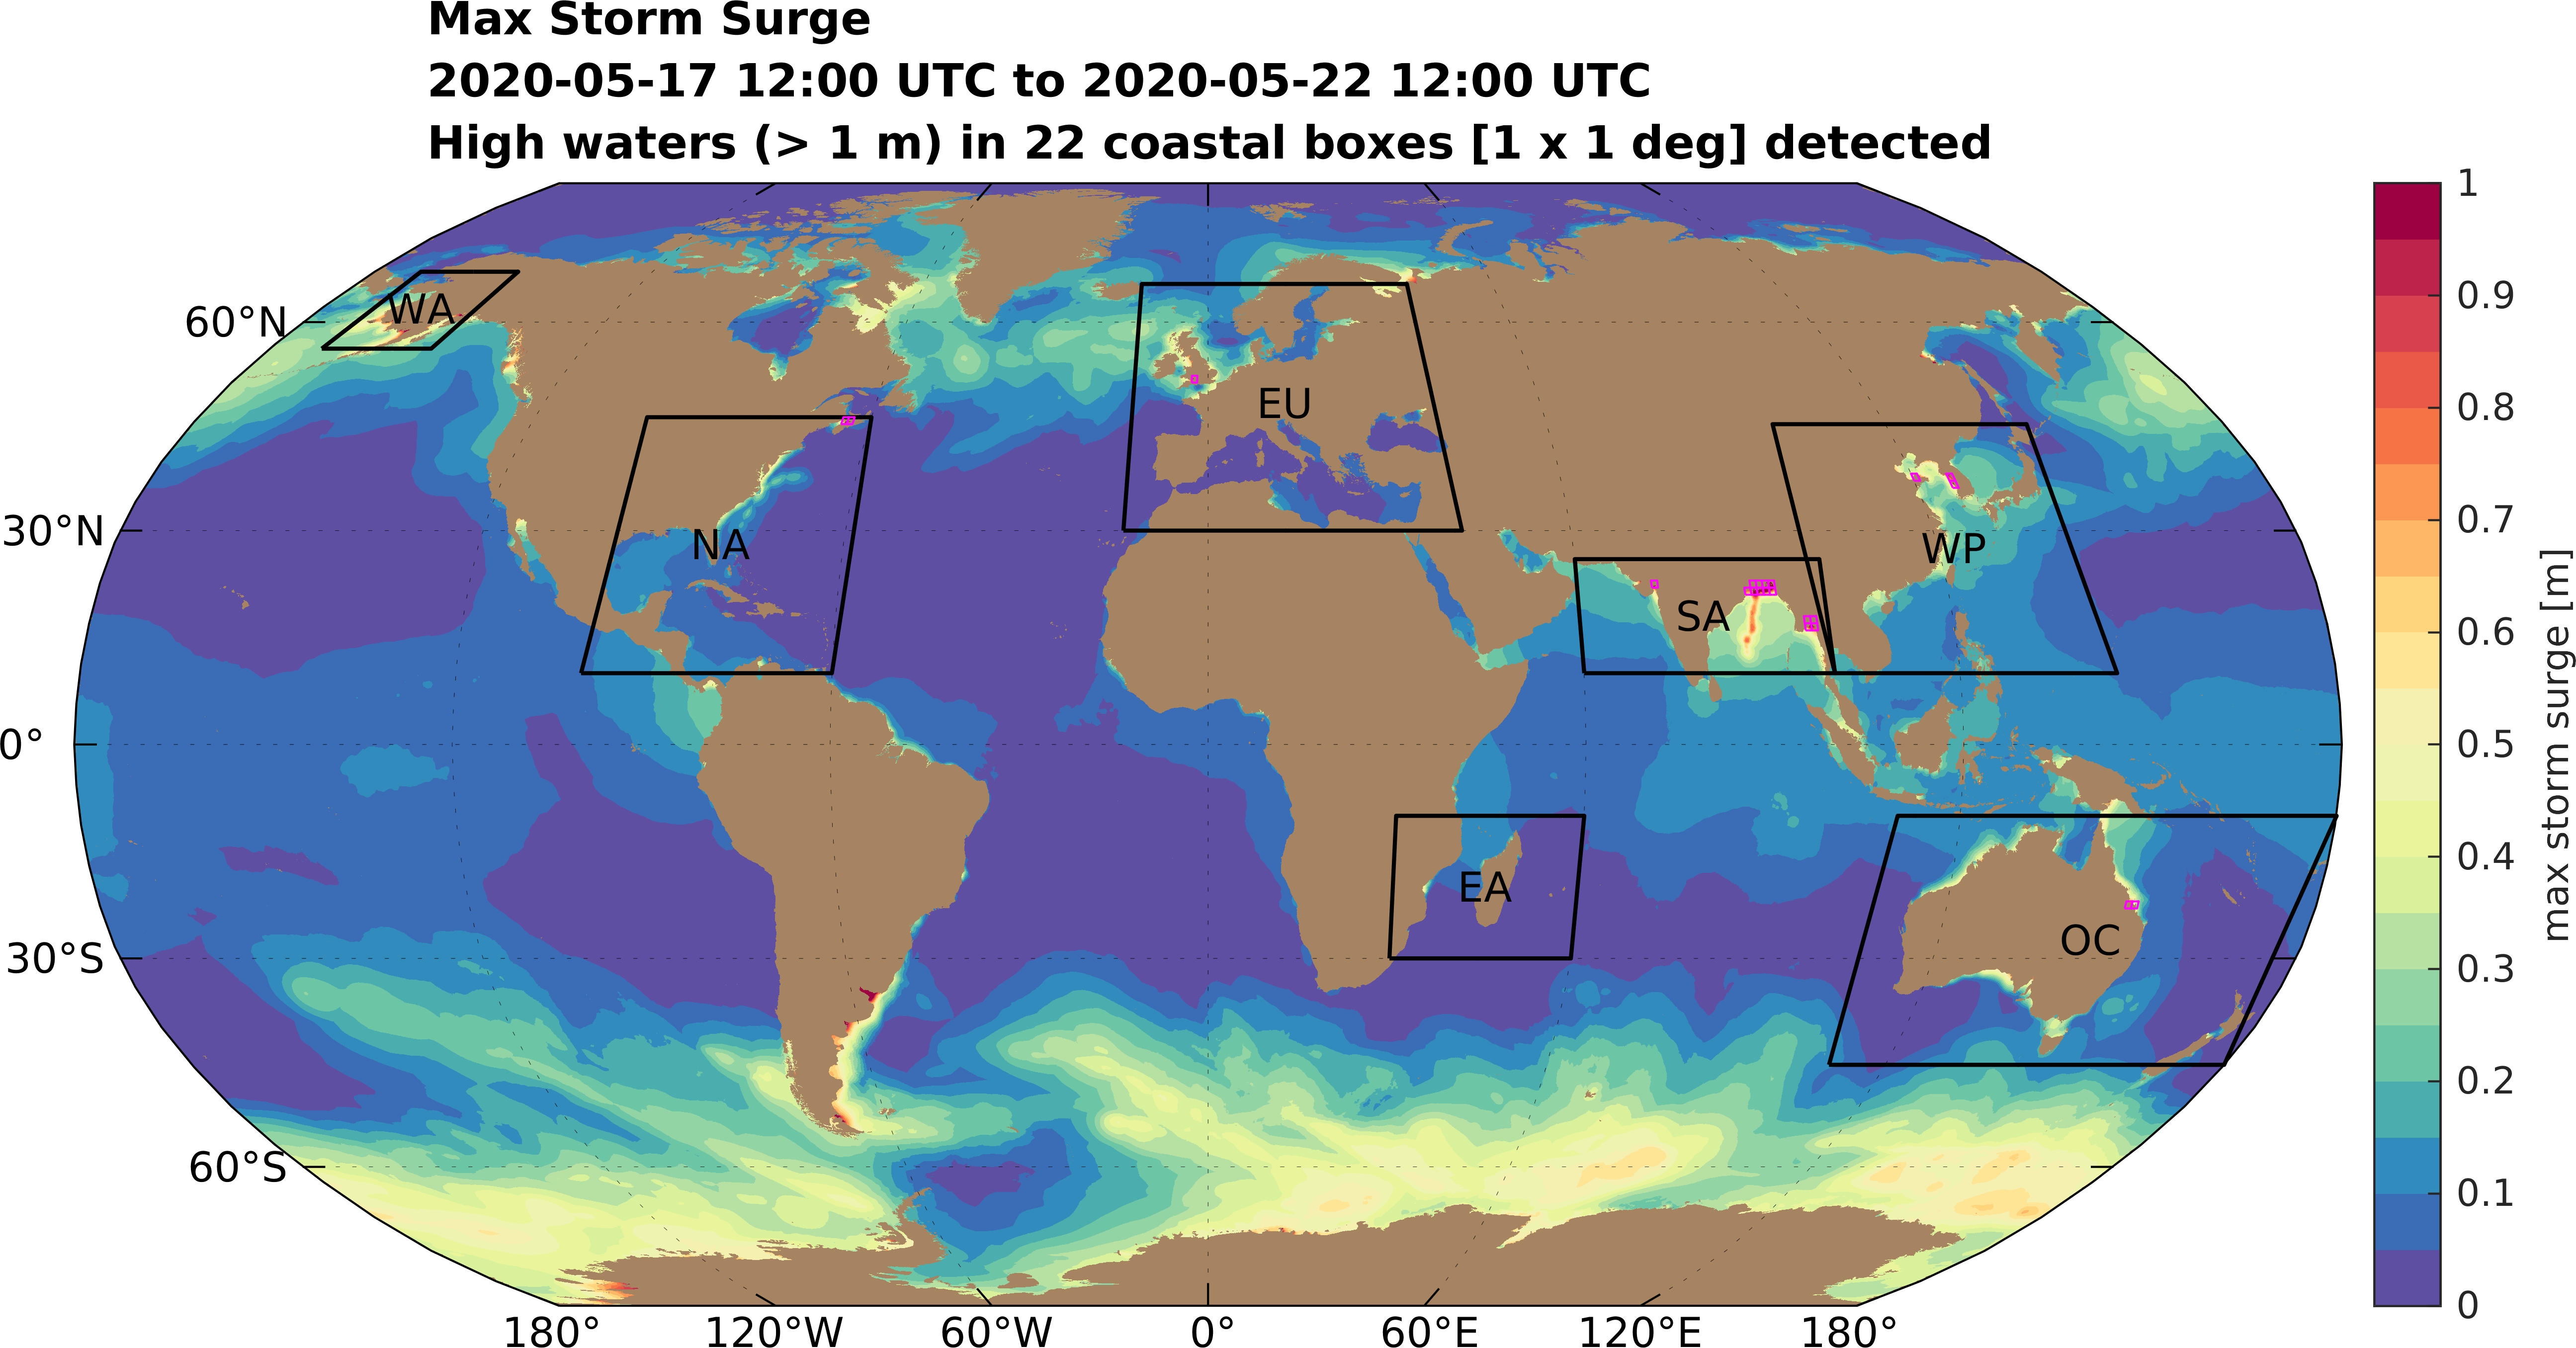 Max Storm Surge
2020-05-17 12:00 UTC to 2020-05-22 12:00 UTC
High waters (> 1 m) in 22 coastal boxes [1 x 1 deg] detected
60°N
30°N
0°
30°S
60°S
WA
NA
EU
SA
WP
EA
OC
180°
120°W
60°W
0°
60°E
120°E
180°
1
0.9
0.8
0.7
0.6
0.5
0.4
0.3
0.2
0.1
0
max storm surge [m]